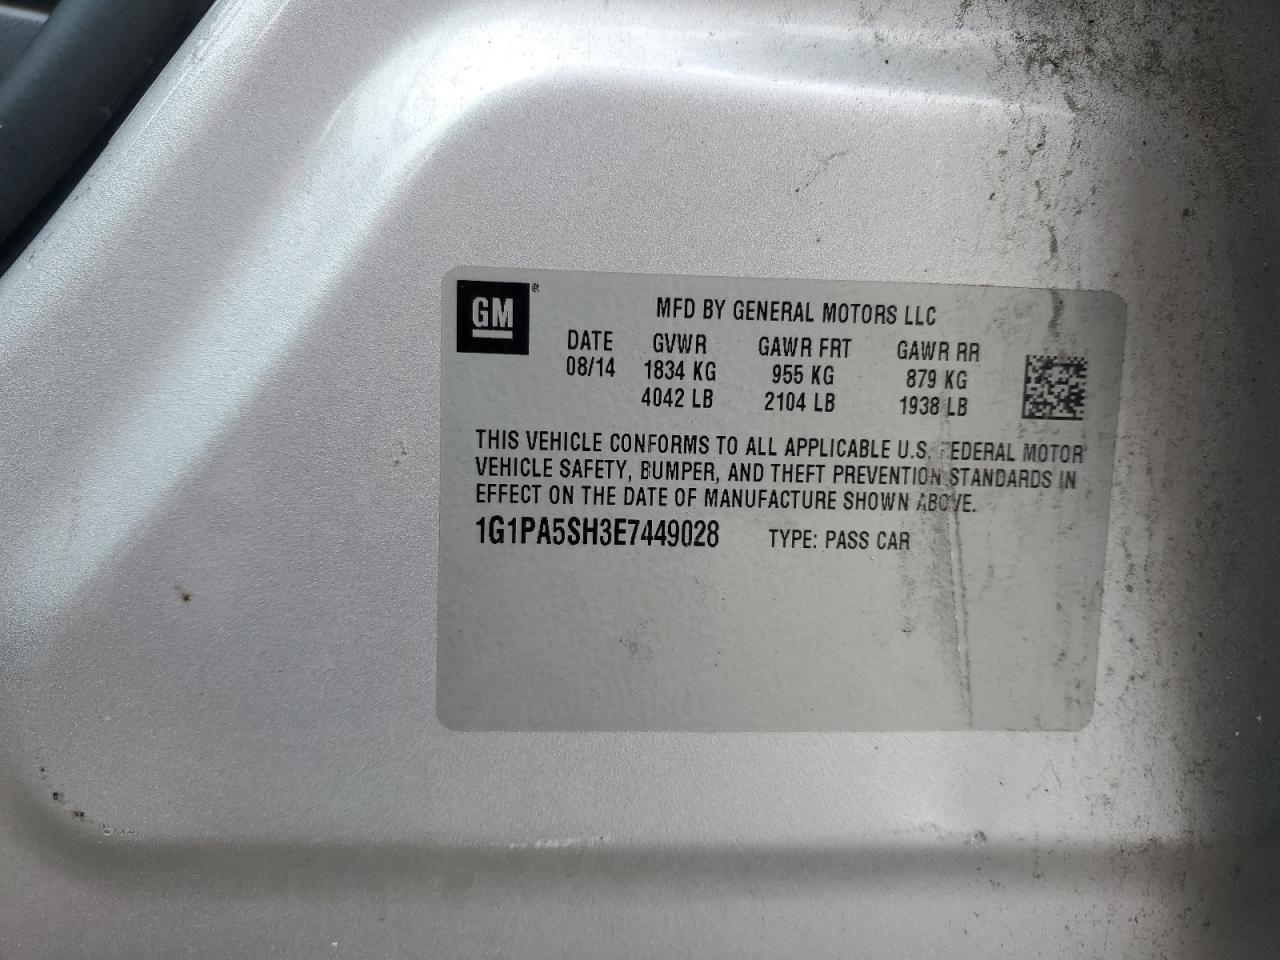 GM ®
MFD BY GENERAL MOTORS LLC
DATE GVWR GAWR FRT GAWR RR
08/14 1834 KG 955 KG 879 KG
4042 LB 2104 LB 1938 LB
THIS VEHICLE CONFORMS TO ALL APPLICABLE U.S. FEDERAL MOTOR
VEHICLE SAFETY, BUMPER, AND THEFT PREVENTION STANDARDS IN
EFFECT ON THE DATE OF MANUFACTURE SHOWN ABOVE.
1G1PA5SH3E7449028 TYPE: PASS CAR